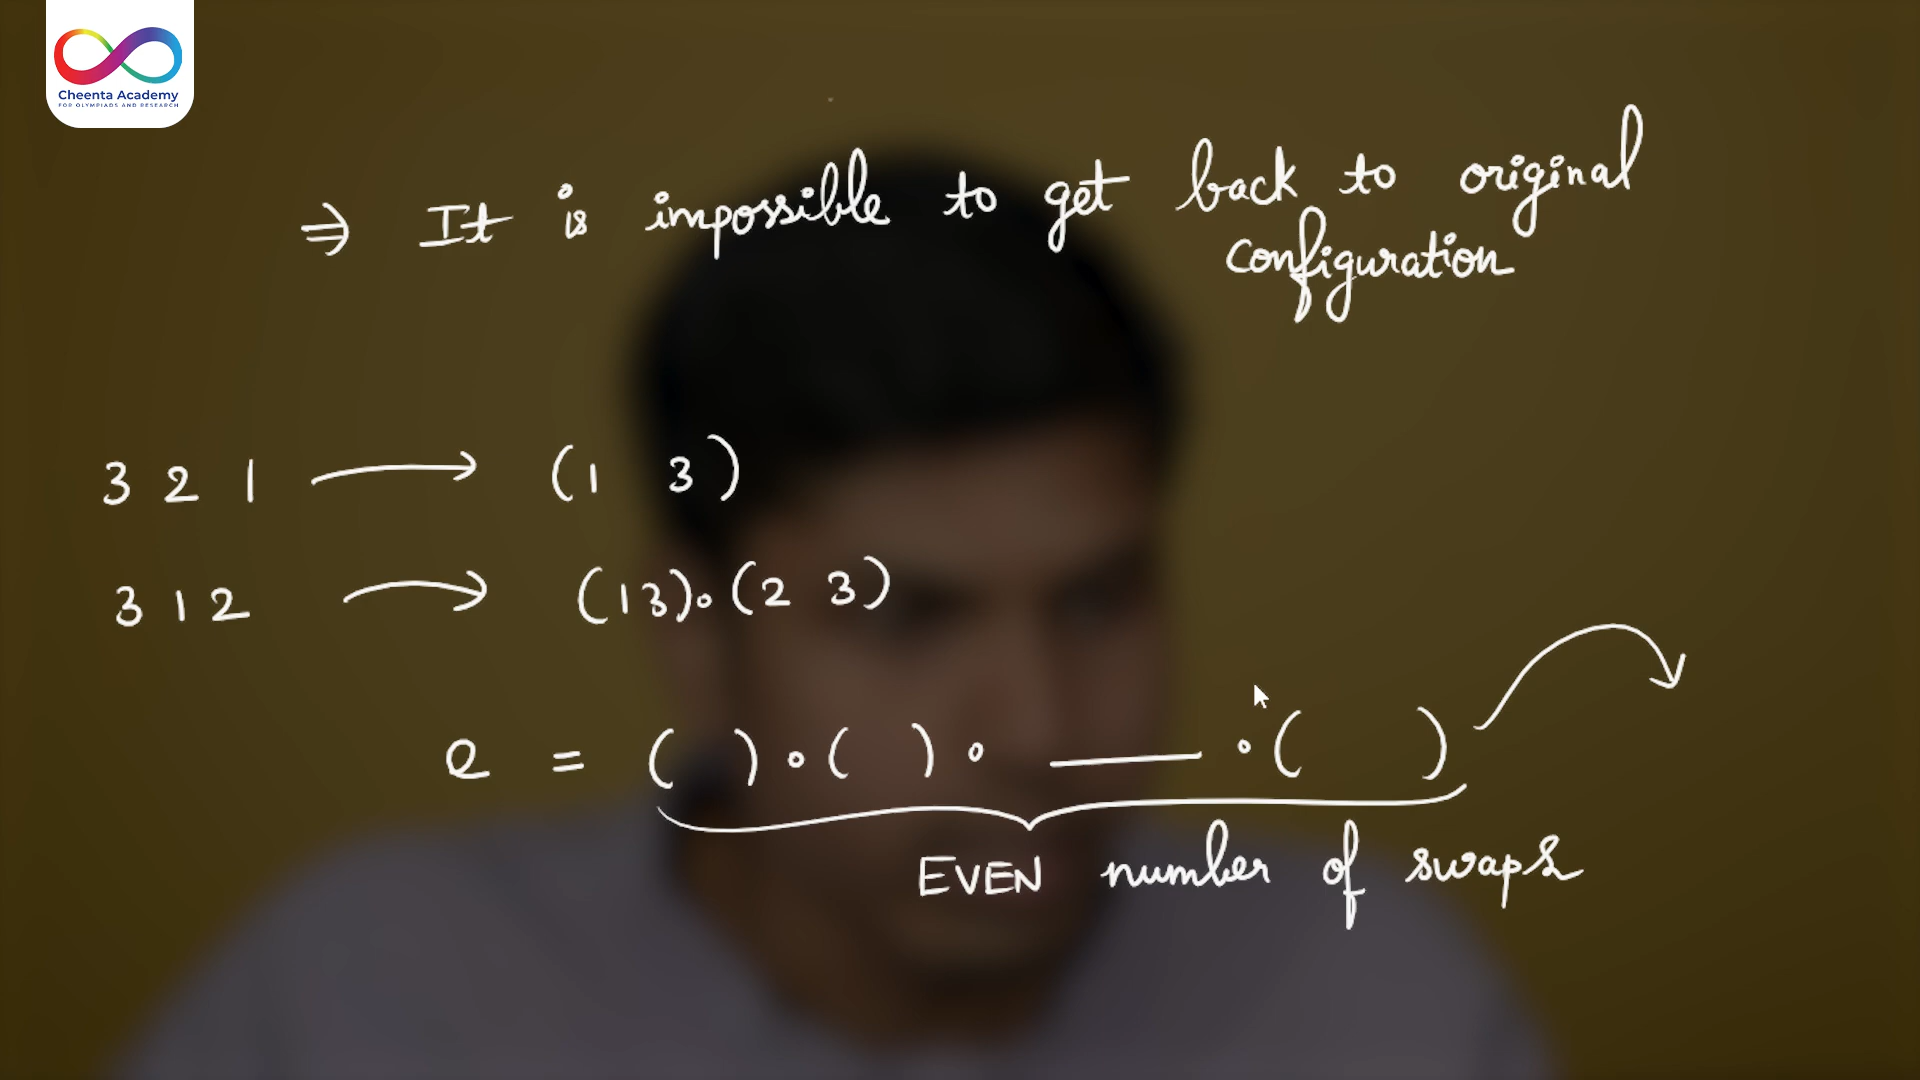 Cheenta Academy
FOR OLYMPIADS AND RESEARCH
⇒ It is impossible to get back to original
configuration
3 2 1 → (1 3)
3 1 2 → (1 3)∘(2 3)
e = ( )∘( )∘ —— ∘( )
EVEN number of swaps